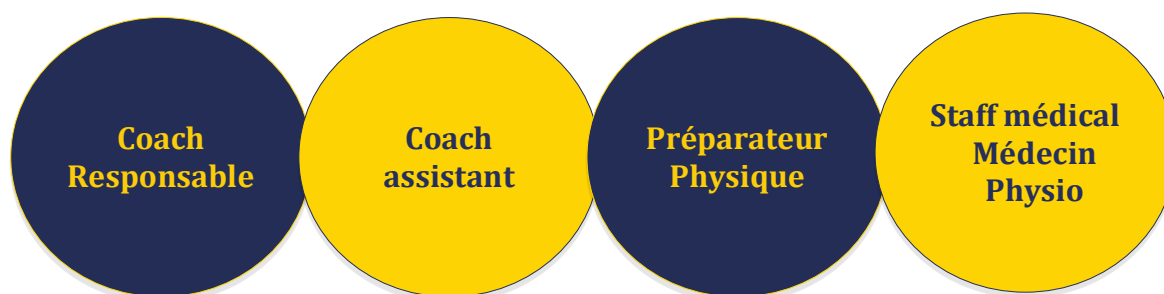 Coach
Responsable
Coach
assistant
Préparateur
Physique
Staff médical
Médecin
Physio